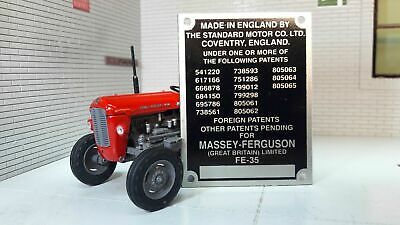 MADE IN ENGLAND BY
THE STANDARD MOTOR CO. LTD.
COVENTRY, ENGLAND.
UNDER ONE OR MORE OF
THE FOLLOWING PATENTS
541220 738593 805063
617166 751286 805064
666878 799012 805065
684150 799298
695786 805061
738561 805062
FOREIGN PATENTS
OTHER PATENTS PENDING
FOR
MASSEY-FERGUSON
(GREAT BRITAIN) LIMITED
FE-35